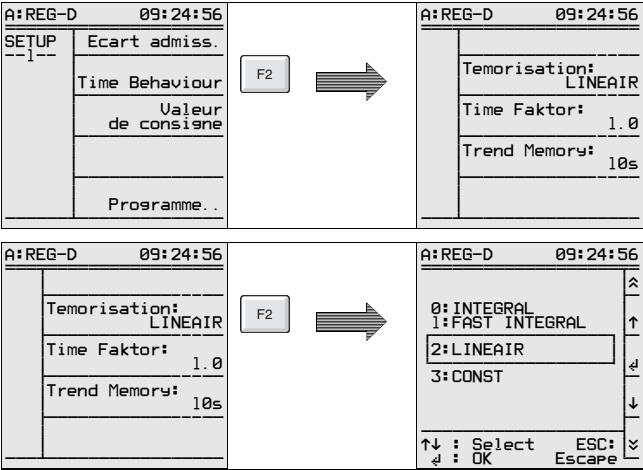 A:REG-D 09:24:56
SETUP
--1--
Ecart admiss.
Time Behaviour
Valeur
de consigne
Programme..
F2
A:REG-D 09:24:56
Temorisation:
LINEAIR
Time Faktor:
1.0
Trend Memory:
10s
A:REG-D 09:24:56
Temorisation:
LINEAIR
Time Faktor:
1.0
Trend Memory:
10s
F2
A:REG-D 09:24:56
0:INTEGRAL
1:FAST INTEGRAL
2:LINEAIR
3:CONST
↑↓ : Select ESC:
↲ : OK Escape